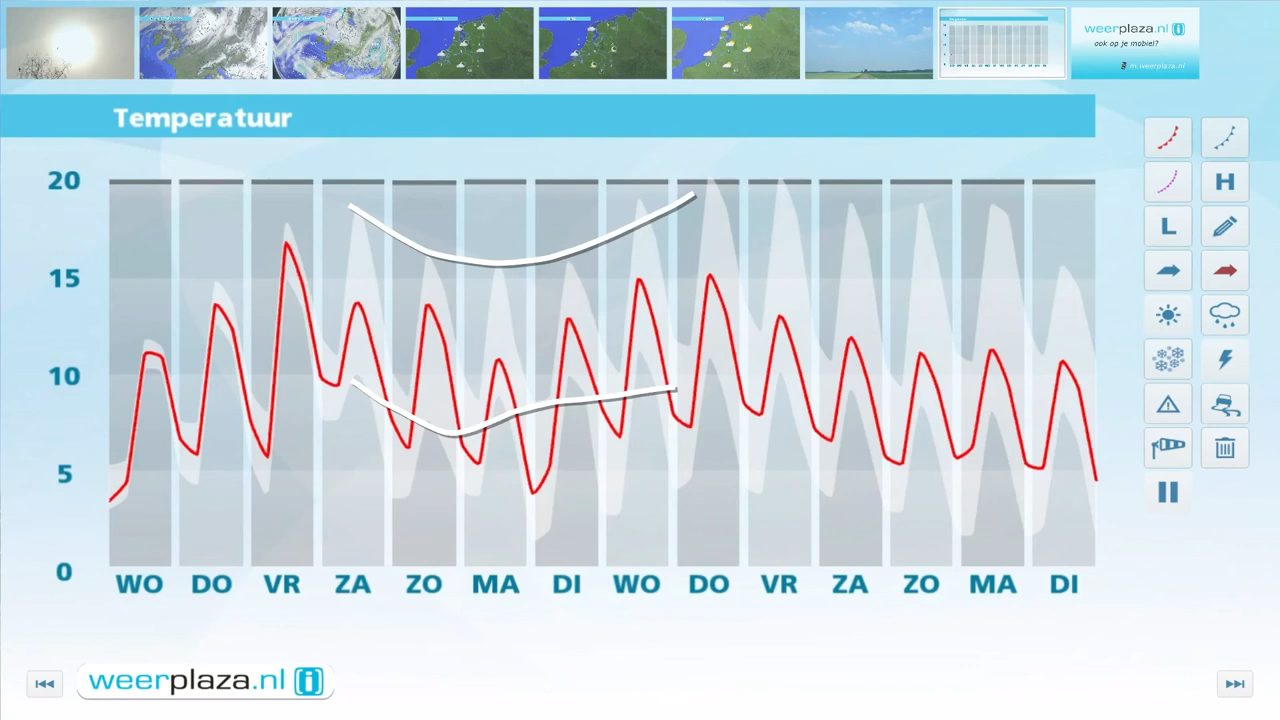 weerplaza.nl i
ook op je mobiel?
m.weerplaza.nl
Temperatuur
20
15
10
5
0
WO DO VR ZA ZO MA DI WO DO VR ZA ZO MA DI
H
L
weerplaza.nl i